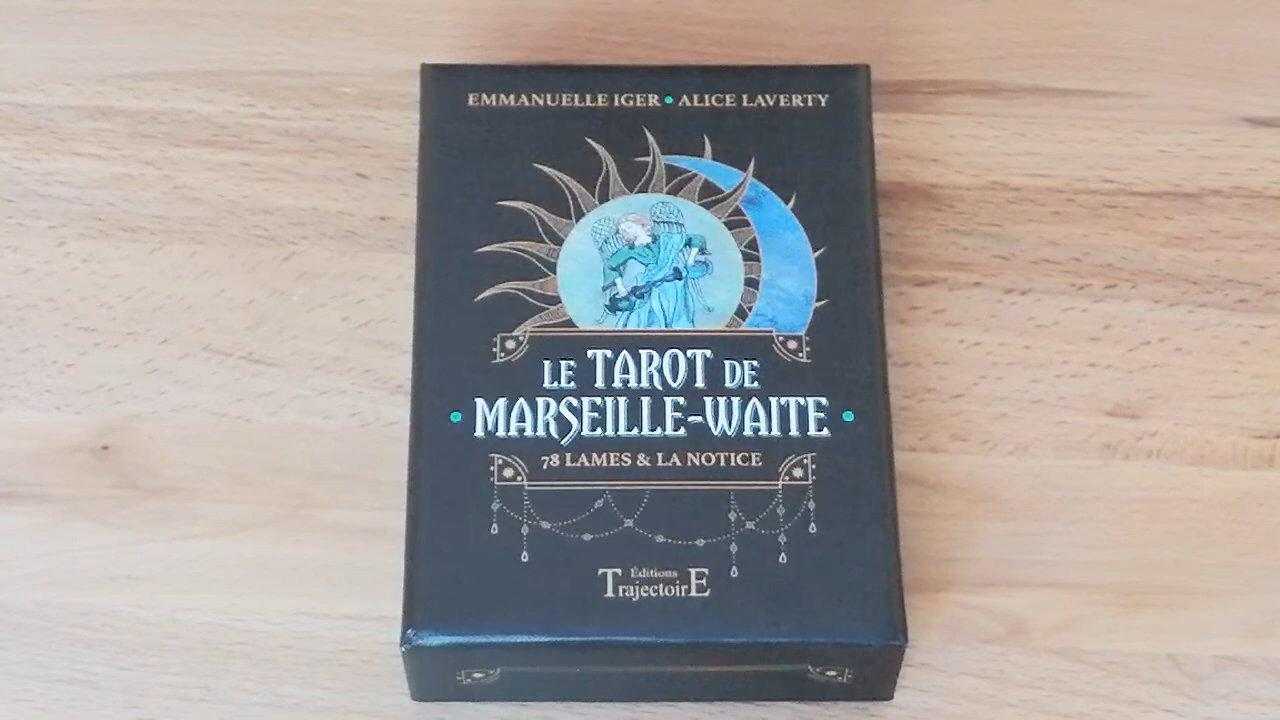 EMMANUELLE IGER • ALICE LAVERTY
LE TAROT DE
• MARSEILLE-WAITE •
78 LAMES & LA NOTICE
Éditions
TrajectoirE